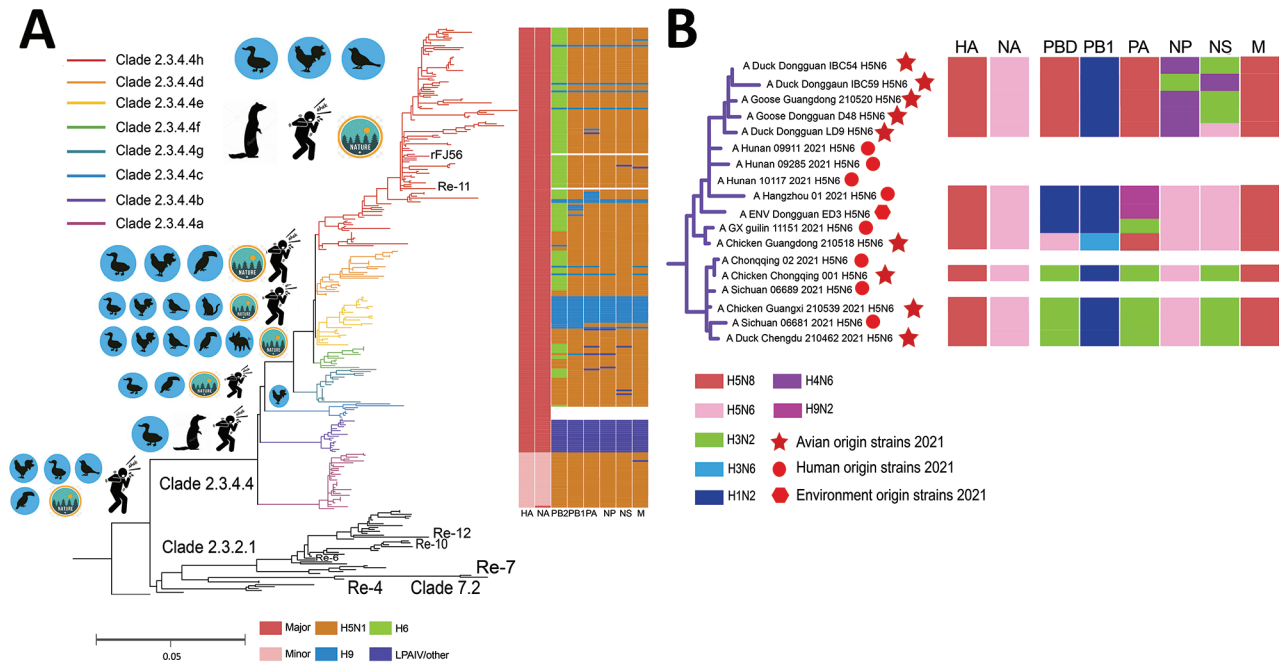 A
Clade 2.3.4.4h
Clade 2.3.4.4d
Clade 2.3.4.4e
Clade 2.3.4.4f
Clade 2.3.4.4g
Clade 2.3.4.4c
Clade 2.3.4.4b
Clade 2.3.4.4a
NATURE
rFJ56
Re-11
NATURE
NATURE
NATURE
NATURE
NATURE
Clade 2.3.4.4
Clade 2.3.2.1
Re-12
Re-10
Re-6
Re-7
Re-4
Clade 7.2
HA NA PB2 PB1 PA NP NS M
0.05
Major
H5N1
H6
Minor
H9
LPAIV/other
B
HA NA PBD PB1 PA NP NS M
A Duck Dongguan IBC54 H5N6
A Duck Donggaun IBC59 H5N6
A Goose Guangdong 210520 H5N6
A Goose Dongguan D48 H5N6
A Duck Dongguan LD9 H5N6
A Hunan 09911 2021 H5N6
A Hunan 09285 2021 H5N6
A Hunan 10117 2021 H5N6
A Hangzhou 01 2021 H5N6
A ENV Dongguan ED3 H5N6
A GX guilin 11151 2021 H5N6
A Chicken Guangdong 210518 H5N6
A Chonqqing 02 2021 H5N6
A Chicken Chongqing 001 H5N6
A Sichuan 06689 2021 H5N6
A Chicken Guangxi 210539 2021 H5N6
A Sichuan 06681 2021 H5N6
A Duck Chengdu 210462 2021 H5N6
H5N8
H4N6
H5N6
H9N2
H3N2
Avian origin strains 2021
H3N6
Human origin strains 2021
H1N2
Environment origin strains 2021